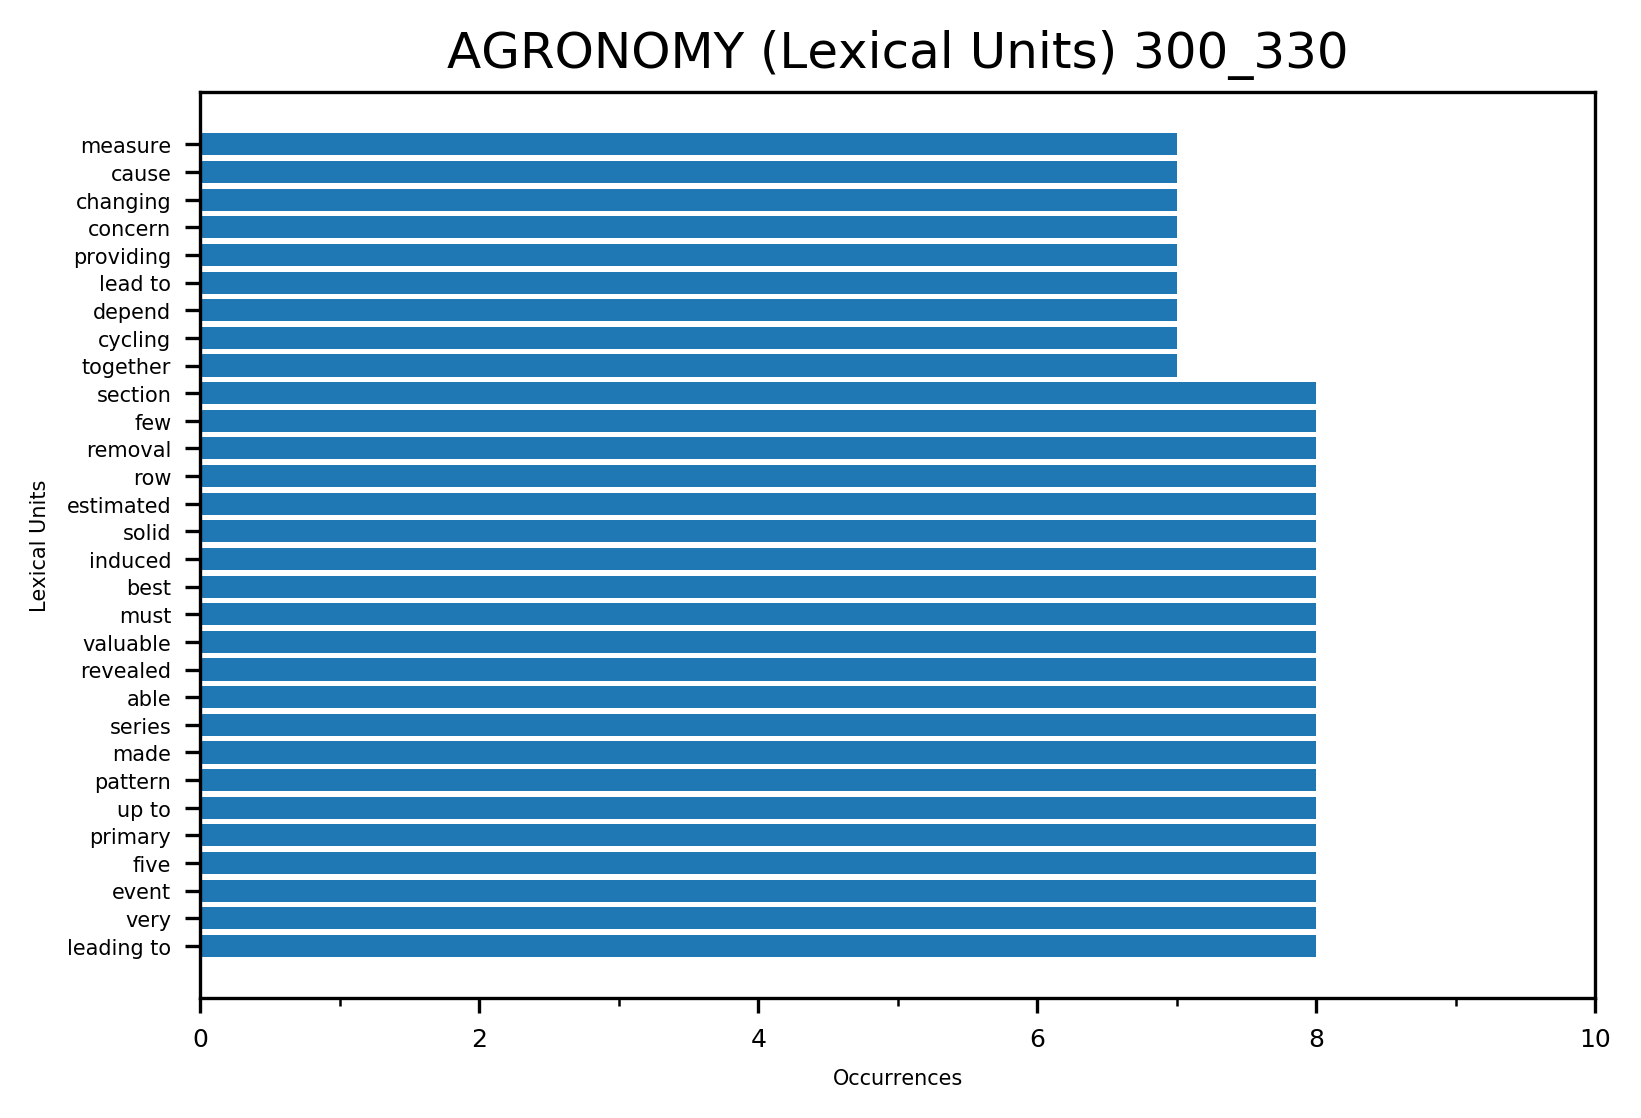 AGRONOMY (Lexical Units) 300_330
measure
cause
changing
concern
providing
lead to
depend
cycling
together
section
few
removal
row
estimated
solid
induced
best
must
valuable
revealed
able
series
made
pattern
up to
primary
five
event
very
leading to
Lexical Units
0 2 4 6 8 10
Occurrences